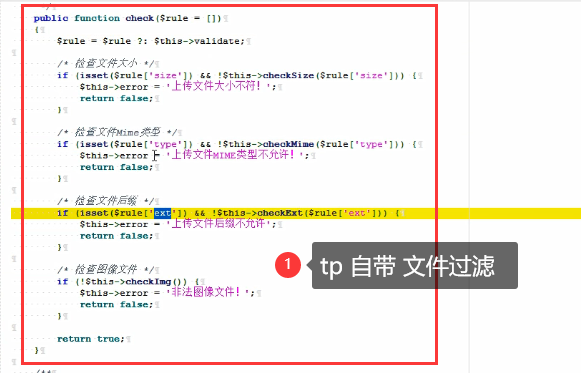 public function check($rule = [])
{
$rule = $rule ?: $this->validate;
/* 检查文件大小 */
if (isset($rule['size']) && !$this->checkSize($rule['size'])) {
$this->error = '上传文件大小不符！';
return false;
}
/* 检查文件Mime类型 */
if (isset($rule['type']) && !$this->checkMime($rule['type'])) {
$this->error = '上传文件MIME类型不允许！';
return false;
}
/* 检查文件后缀 */
if (isset($rule['ext']) && !$this->checkExt($rule['ext'])) {
$this->error = '上传文件后缀不允许';
return false;
}
/* 检查图像文件 */
if (!$this->checkImg()) {
$this->error = '非法图像文件！';
return false;
}
return true;
}
/**
1 tp 自带 文件过滤